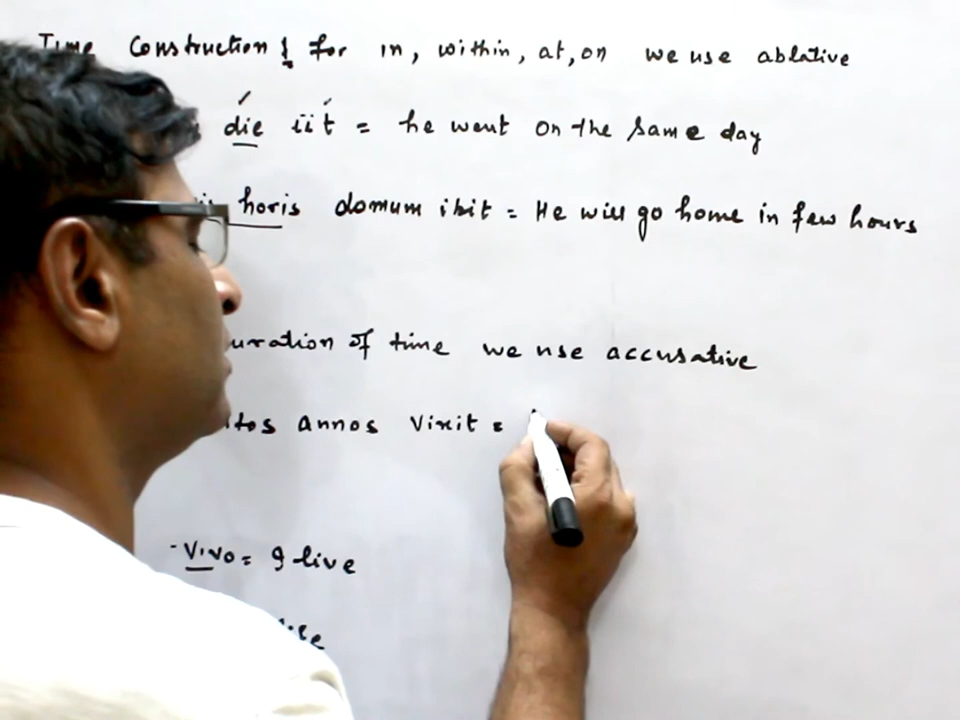 Time Construction : for in, within, at, on we use ablative
die iit = he went on the same day
horis domum ibit = He will go home in few hours
uration of time we use accusative
tos annos vixit =
- vivo = I live